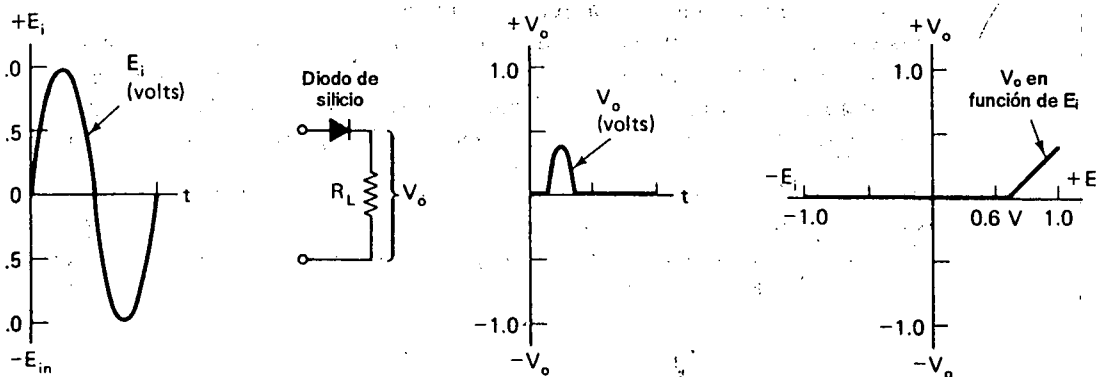 +E_i
.0
.5
0
.5
.0
-E_in
E_i
(volts)
t
Diodo de
silicio
R_L
V_o
+V_o
1.0
V_o
(volts)
t
-1.0
-V_o
+V_o
1.0
V_o en
función de E_i
-E_i
+E
-1.0
0
0.6 V
1.0
-1.0
-V_o